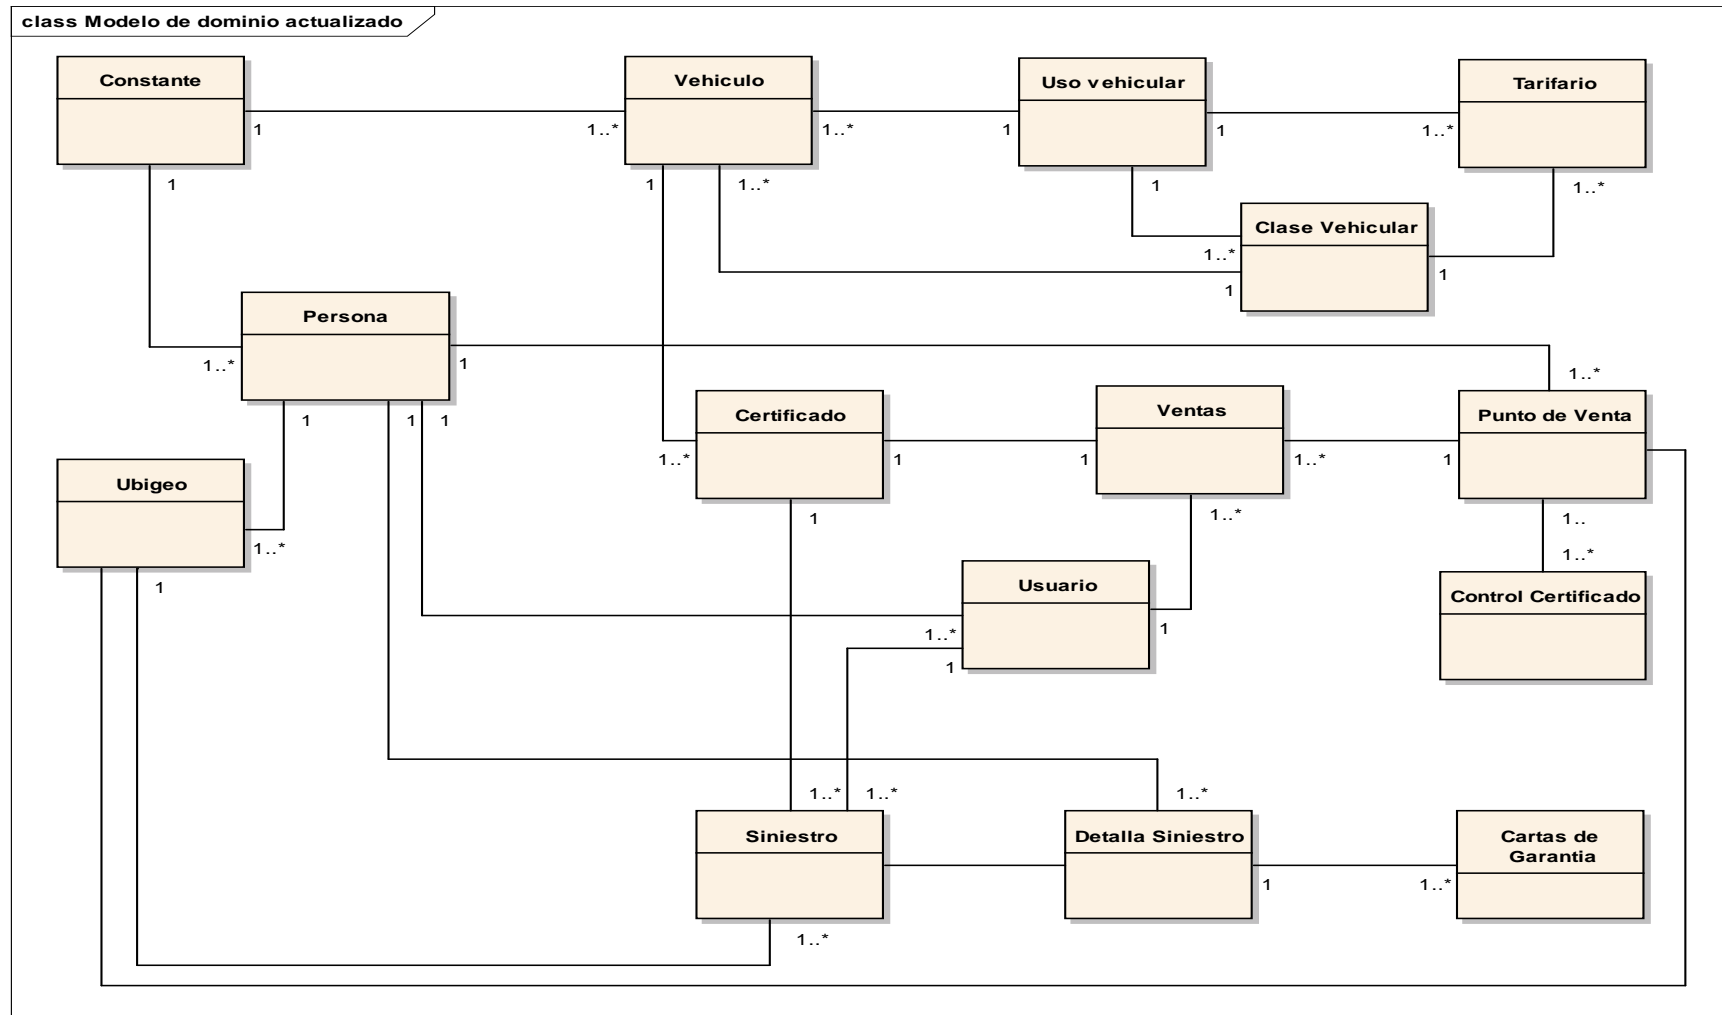 class Modelo de dominio actualizado
Constante
Vehiculo
Uso vehicular
Tarifario
1
1..*
1..*
1
1
1..*
1
1
1..*
1
1..*
Clase Vehicular
1..*
1
1
Persona
1..*
1
1..*
1
1
1
Certificado
Ventas
Punto de Venta
1..*
1
1
1..*
1
Ubigeo
1..*
1
1
1..*
1..
1..*
Usuario
Control Certificado
1..*
1
1
1..*
1..*
1..*
Siniestro
Detalla Siniestro
Cartas de
Garantia
1
1..*
1..*